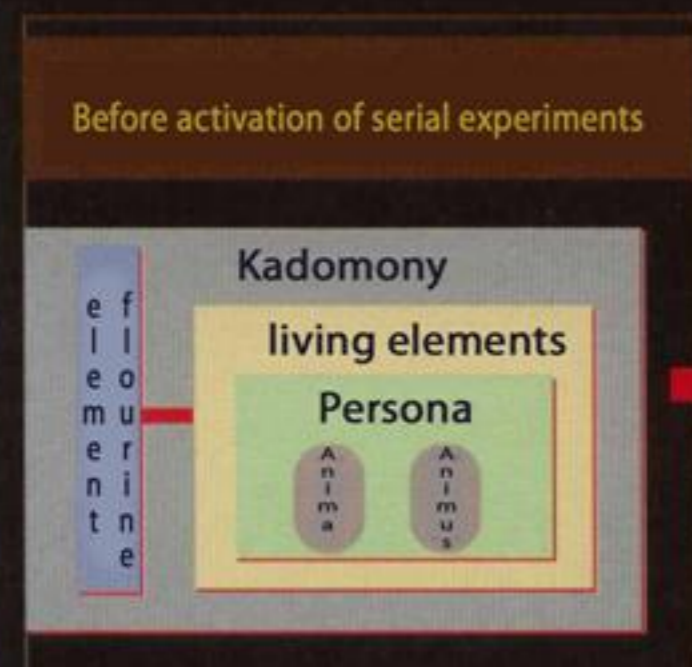 Before activation of serial experiments
Kadomony
element
flourine
living elements
Persona
Anima
Animus